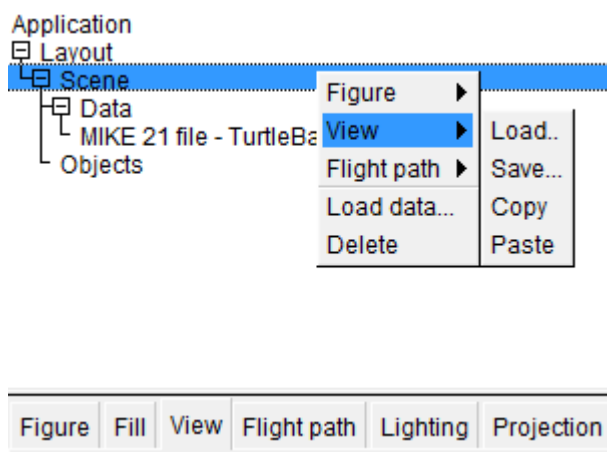 Application
Layout
Scene
Data
MIKE 21 file - TurtleBa
Objects
Figure
View
Flight path
Load data...
Delete
Load..
Save...
Copy
Paste
Figure Fill View Flight path Lighting Projection